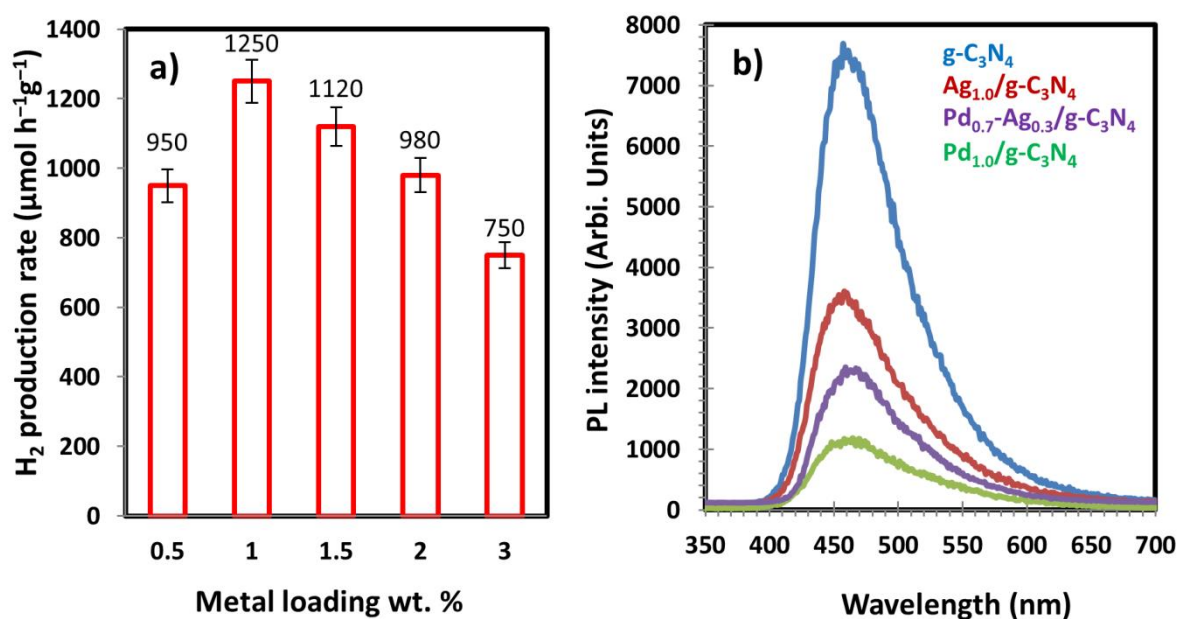 a)
H₂ production rate (µmol h⁻¹g⁻¹)
1400
1200
1000
800
600
400
200
0
950
1250
1120
980
750
0.5 1 1.5 2 3
Metal loading wt. %
b)
PL intensity (Arbi. Units)
8000
7000
6000
5000
4000
3000
2000
1000
0
g-C₃N₄
Ag₁.₀/g-C₃N₄
Pd₀.₇-Ag₀.₃/g-C₃N₄
Pd₁.₀/g-C₃N₄
350 400 450 500 550 600 650 700
Wavelength (nm)